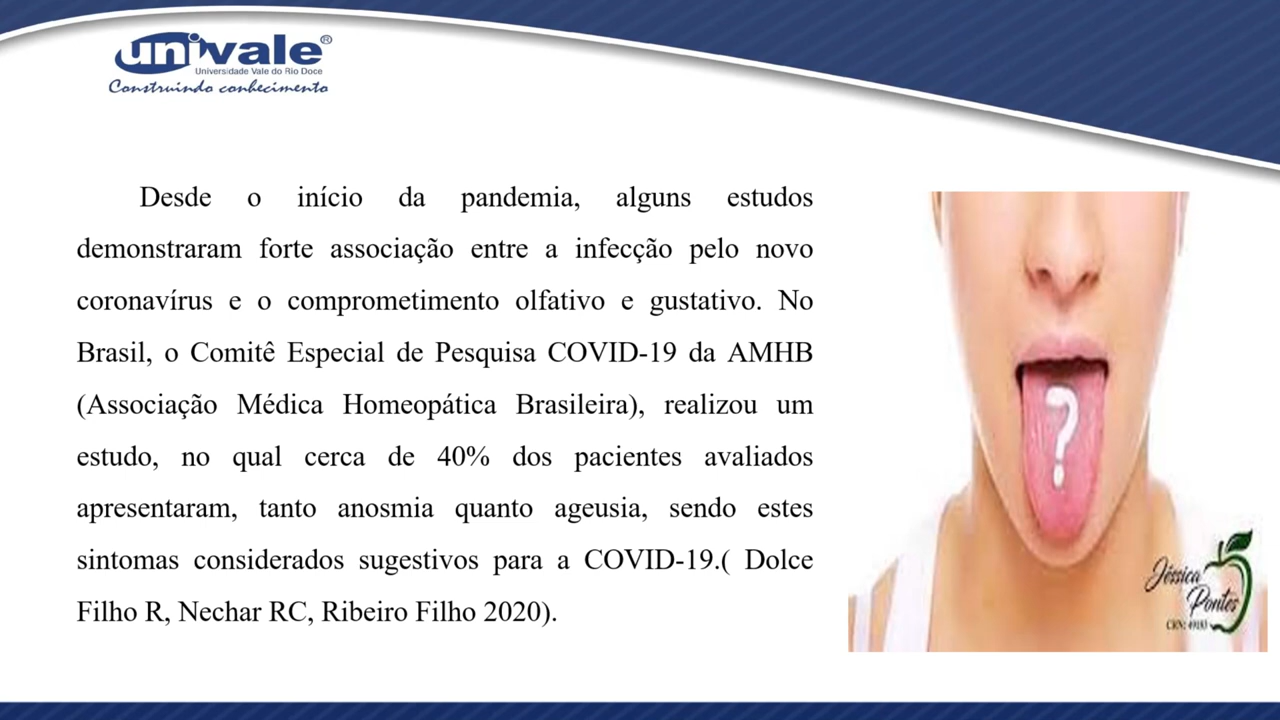 univale®
Universidade Vale do Rio Doce
Construindo conhecimento
Desde o início da pandemia, alguns estudos
demonstraram forte associação entre a infecção pelo novo
coronavírus e o comprometimento olfativo e gustativo. No
Brasil, o Comitê Especial de Pesquisa COVID-19 da AMHB
(Associação Médica Homeopática Brasileira), realizou um
estudo, no qual cerca de 40% dos pacientes avaliados
apresentaram, tanto anosmia quanto ageusia, sendo estes
sintomas considerados sugestivos para a COVID-19.( Dolce
Filho R, Nechar RC, Ribeiro Filho 2020).
?
Jéssica
Pontes